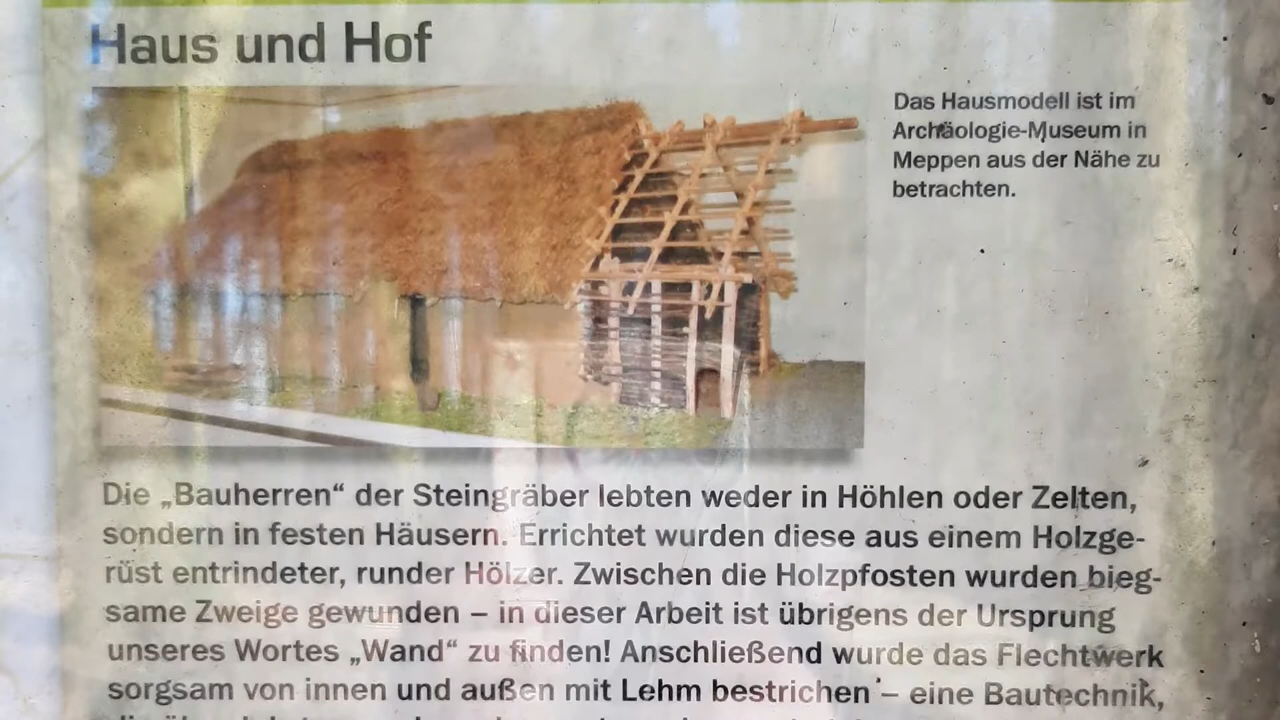 Haus und Hof
Das Hausmodell ist im
Archäologie-Museum in
Meppen aus der Nähe zu
betrachten.
Die „Bauherren“ der Steingräber lebten weder in Höhlen oder Zelten,
sondern in festen Häusern. Errichtet wurden diese aus einem Holzge-
rüst entrindeter, runder Hölzer. Zwischen die Holzpfosten wurden bieg-
same Zweige gewunden – in dieser Arbeit ist übrigens der Ursprung
unseres Wortes „Wand“ zu finden! Anschließend wurde das Flechtwerk
sorgsam von innen und außen mit Lehm bestrichen – eine Bautechnik,